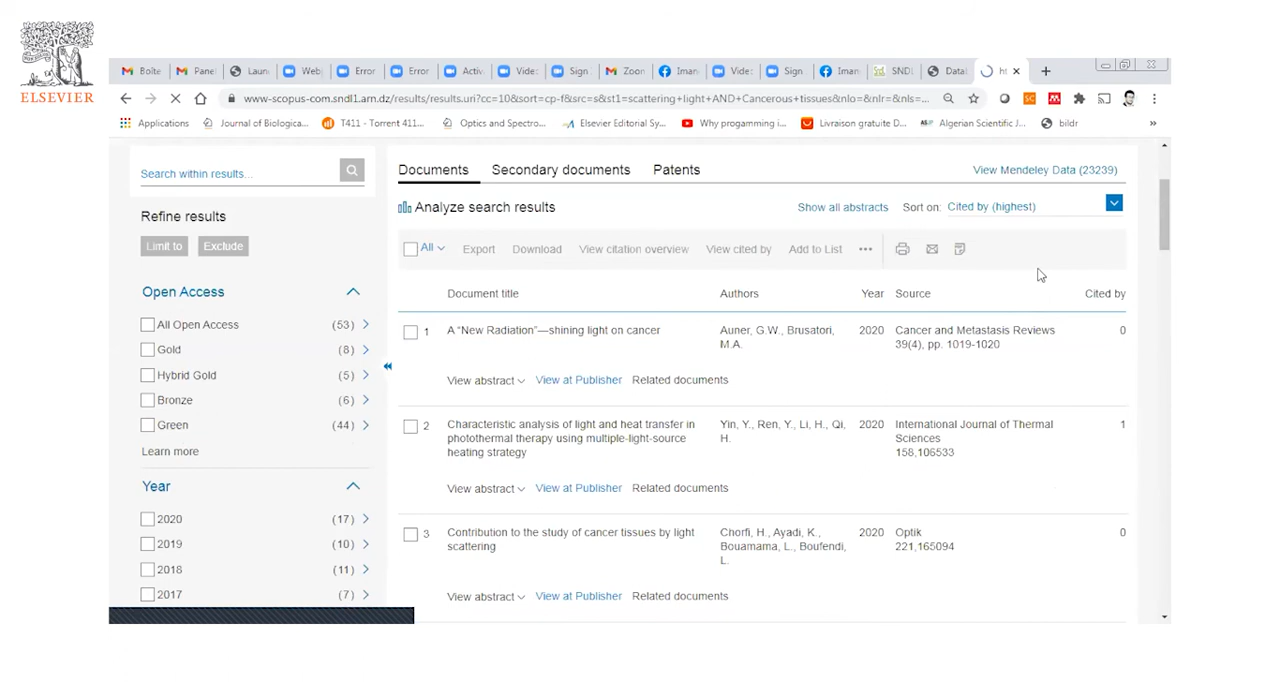 ELSEVIER
Bolte
Panel
Laun
Web
Error
Error
Activ
Video
Sign
Zoon
Iman
Video
Sign
Iman
SNDL
Data
www-scopus-com.sndl1.arn.dz/results/results.uri?cc=10&sort=cp-f&src=s&st1=scattering+light+AND+Cancerous+tissues&nlo=&nlr=&nls=...
Applications
Journal of Biologica...
T411 - Torrent 411...
Optics and Spectro...
Elsevier Editorial Sy...
Why progamming i...
Livraison gratuite D...
Algerian Scientific J...
bildr
»
Search within results...
Documents Secondary documents Patents
View Mendeley Data (23239)
Refine results
Limit to Exclude
Analyze search results
Show all abstracts Sort on: Cited by (highest)
All Export Download View citation overview View cited by Add to List •••
Open Access
All Open Access (53)
Gold (8)
Hybrid Gold (5)
Bronze (6)
Green (44)
Learn more
Year
2020 (17)
2019 (10)
2018 (11)
2017 (7)
Document title Authors Year Source Cited by
1 A “New Radiation”—shining light on cancer Auner, G.W., Brusatori, 2020 Cancer and Metastasis Reviews 0
M.A. 39(4), pp. 1019-1020
View abstract View at Publisher Related documents
2 Characteristic analysis of light and heat transfer in Yin, Y., Ren, Y., Li, H., Qi, 2020 International Journal of Thermal 1
photothermal therapy using multiple-light-source H. Sciences
heating strategy 158,106533
View abstract View at Publisher Related documents
3 Contribution to the study of cancer tissues by light Chorfi, H., Ayadi, K., 2020 Optik 0
scattering Bouamama, L., Boufendi, 221,165094
L.
View abstract View at Publisher Related documents